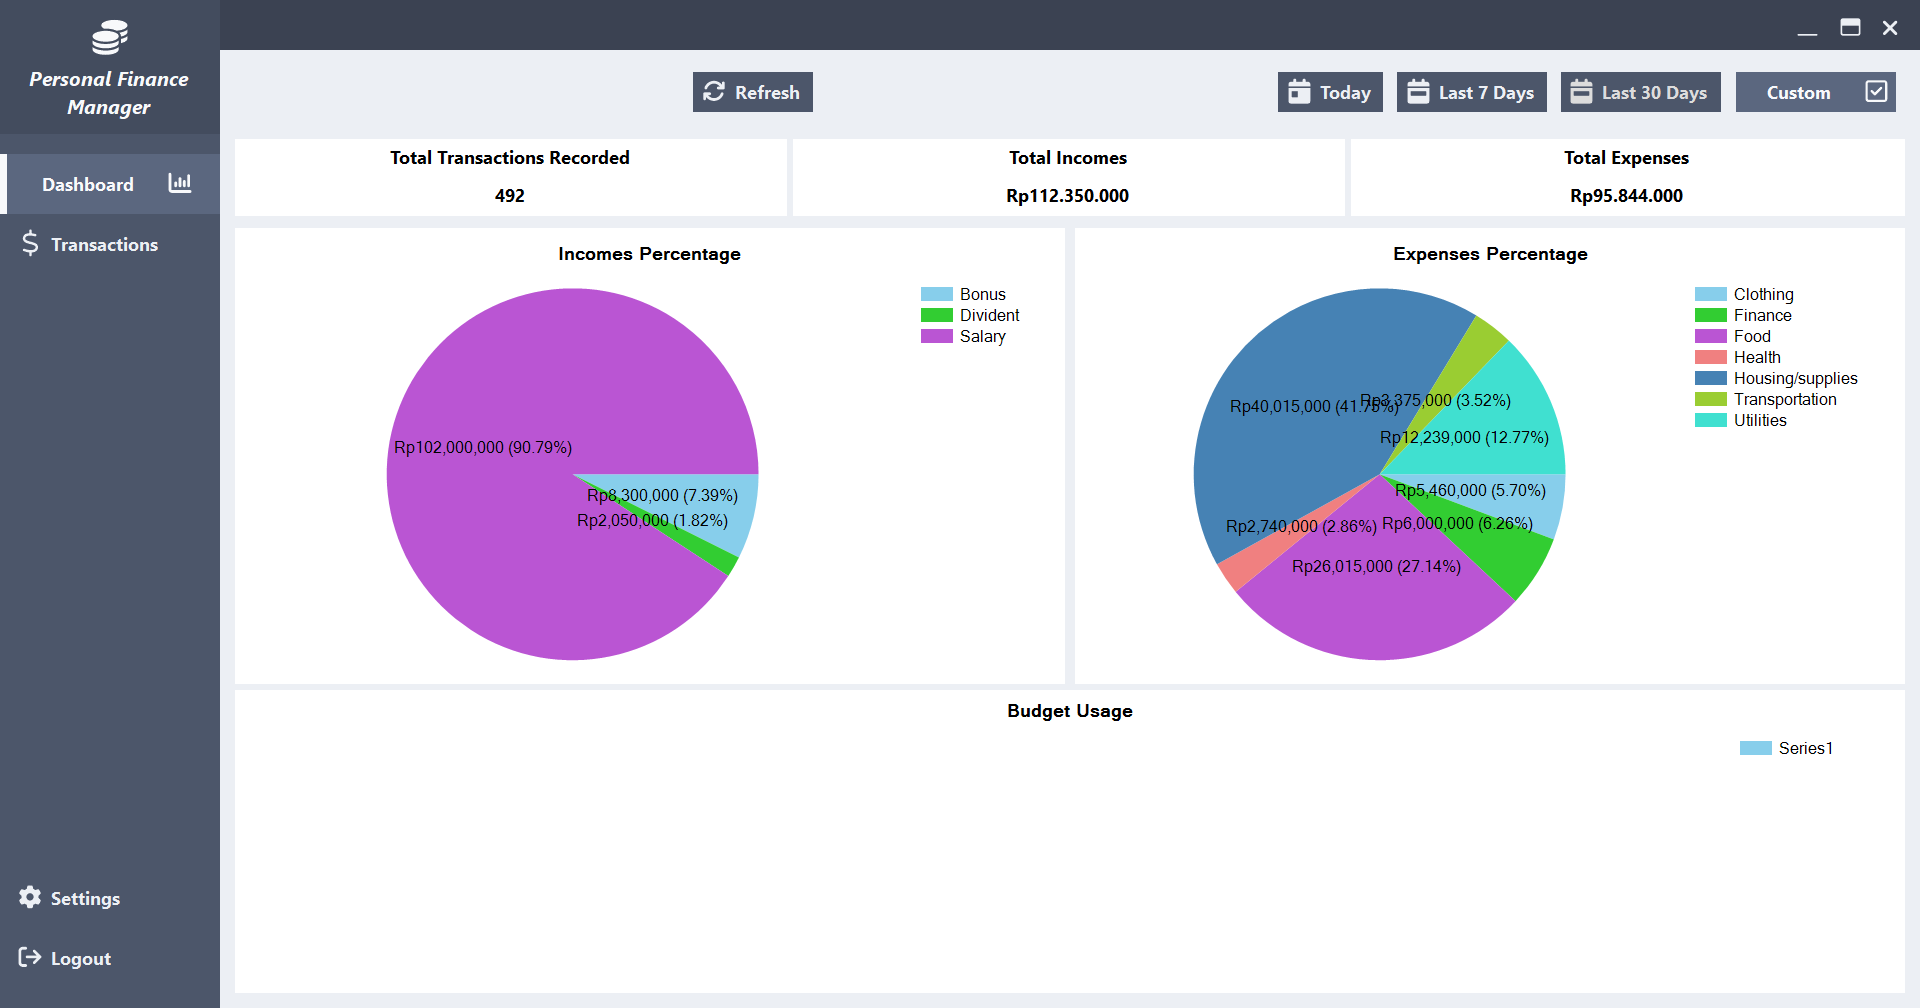 Personal Finance
Manager
Dashboard
Transactions
Settings
Logout
Refresh
Today
Last 7 Days
Last 30 Days
Custom
Total Transactions Recorded
492
Total Incomes
Rp112.350.000
Total Expenses
Rp95.844.000
Incomes Percentage
Bonus
Divident
Salary
Rp102,000,000 (90.79%)
Rp8,300,000 (7.39%)
Rp2,050,000 (1.82%)
Expenses Percentage
Clothing
Finance
Food
Health
Housing/supplies
Transportation
Utilities
Rp3,375,000 (3.52%)
Rp40,015,000 (41.75%)
Rp12,239,000 (12.77%)
Rp5,460,000 (5.70%)
Rp6,000,000 (6.26%)
Rp2,740,000 (2.86%)
Rp26,015,000 (27.14%)
Budget Usage
Series1